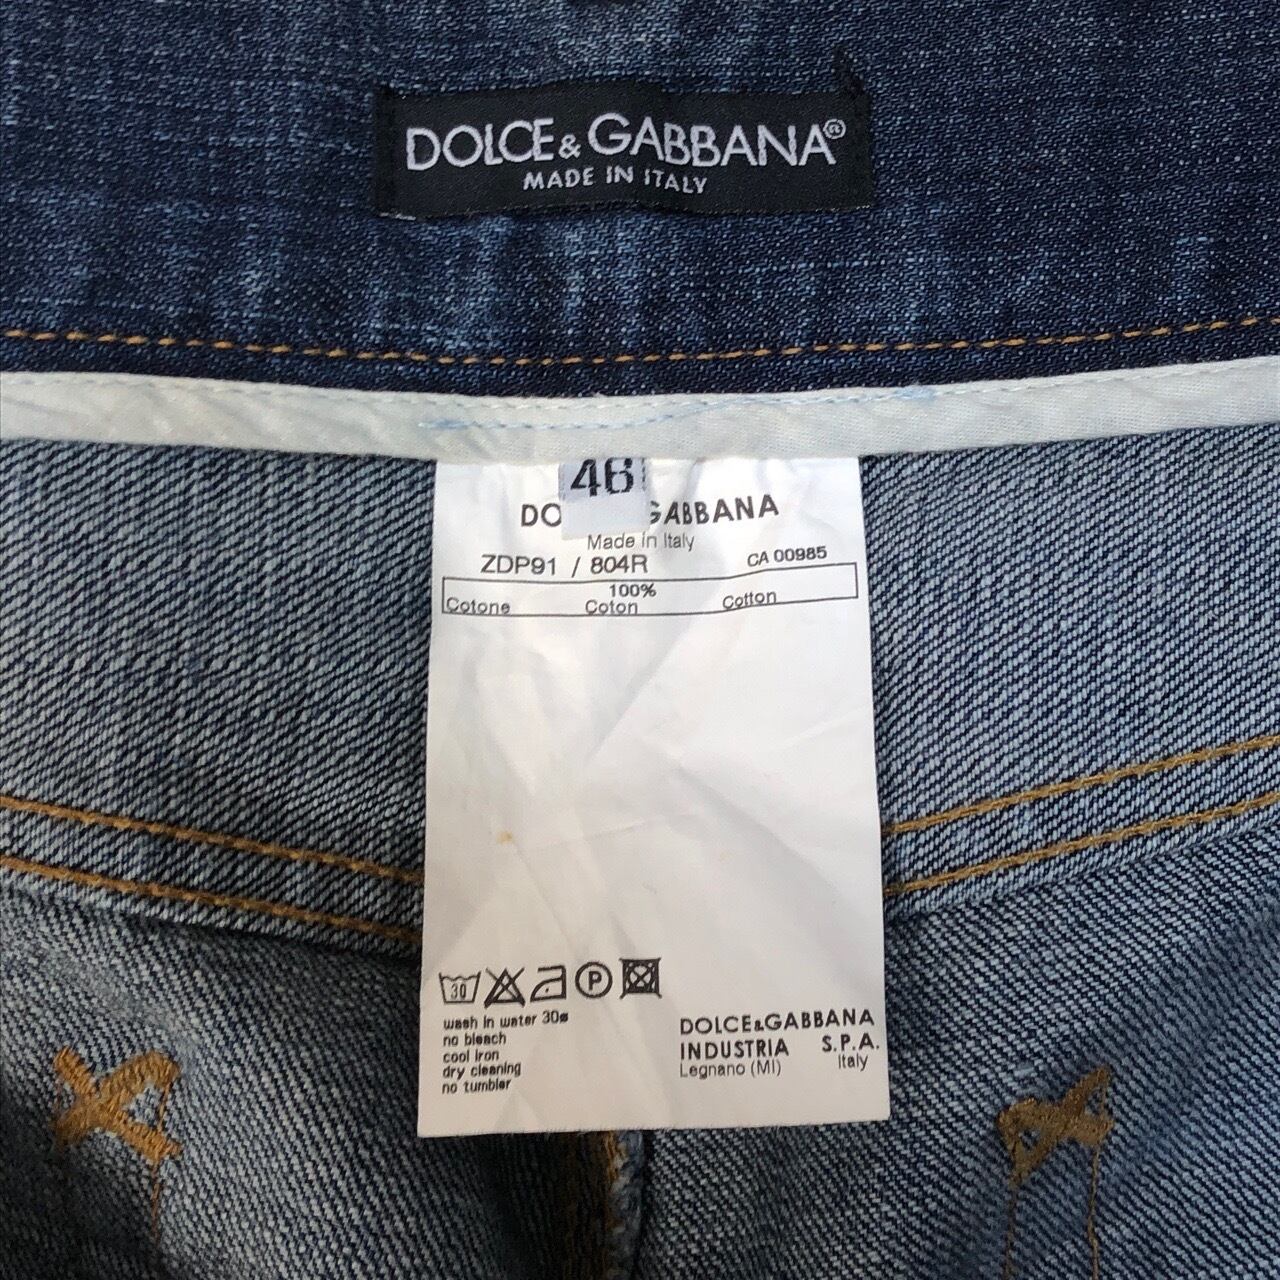 DOLCE&GABBANA®
MADE IN ITALY
46
DO GABBANA
Made in Italy
ZDP91 / 804R CA 00985
100%
Cotone Coton Cotton
30 P
wash in water 30ø
no bleach
cool iron
dry cleaning
no tumbler
DOLCE&GABBANA
INDUSTRIA S.P.A.
Legnano (MI) Italy